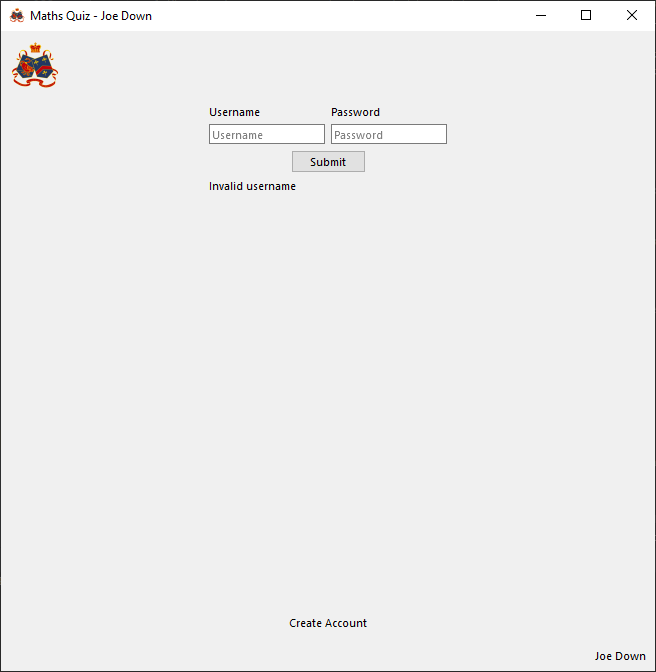 Maths Quiz - Joe Down
Username Password
Username Password
Submit
Invalid username
Create Account
Joe Down